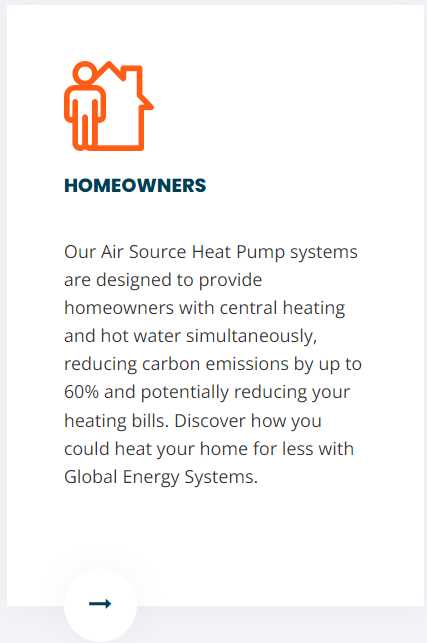 HOMEOWNERS
Our Air Source Heat Pump systems
are designed to provide
homeowners with central heating
and hot water simultaneously,
reducing carbon emissions by up to
60% and potentially reducing your
heating bills. Discover how you
could heat your home for less with
Global Energy Systems.